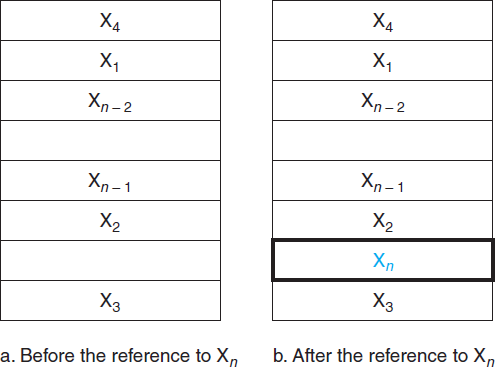 X₄ X₄
X₁ X₁
Xₙ₋₂ Xₙ₋₂
Xₙ₋₁ Xₙ₋₁
X₂ X₂
Xₙ
X₃ X₃
a. Before the reference to Xₙ b. After the reference to Xₙ